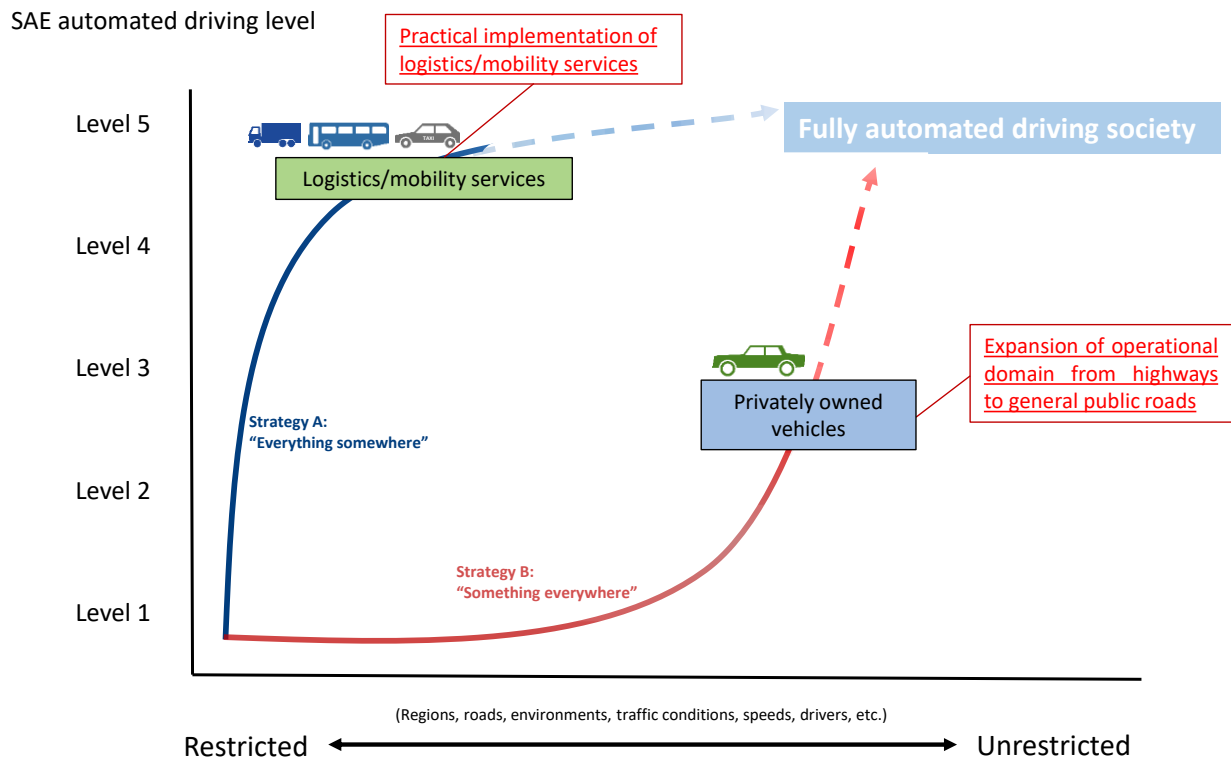 SAE automated driving level
Practical implementation of
logistics/mobility services
Level 5
TAXI
Fully automated driving society
Logistics/mobility services
Level 4
Level 3
Expansion of operational
domain from highways
to general public roads
Privately owned
vehicles
Strategy A:
“Everything somewhere”
Level 2
Strategy B:
“Something everywhere”
Level 1
(Regions, roads, environments, traffic conditions, speeds, drivers, etc.)
Restricted
Unrestricted